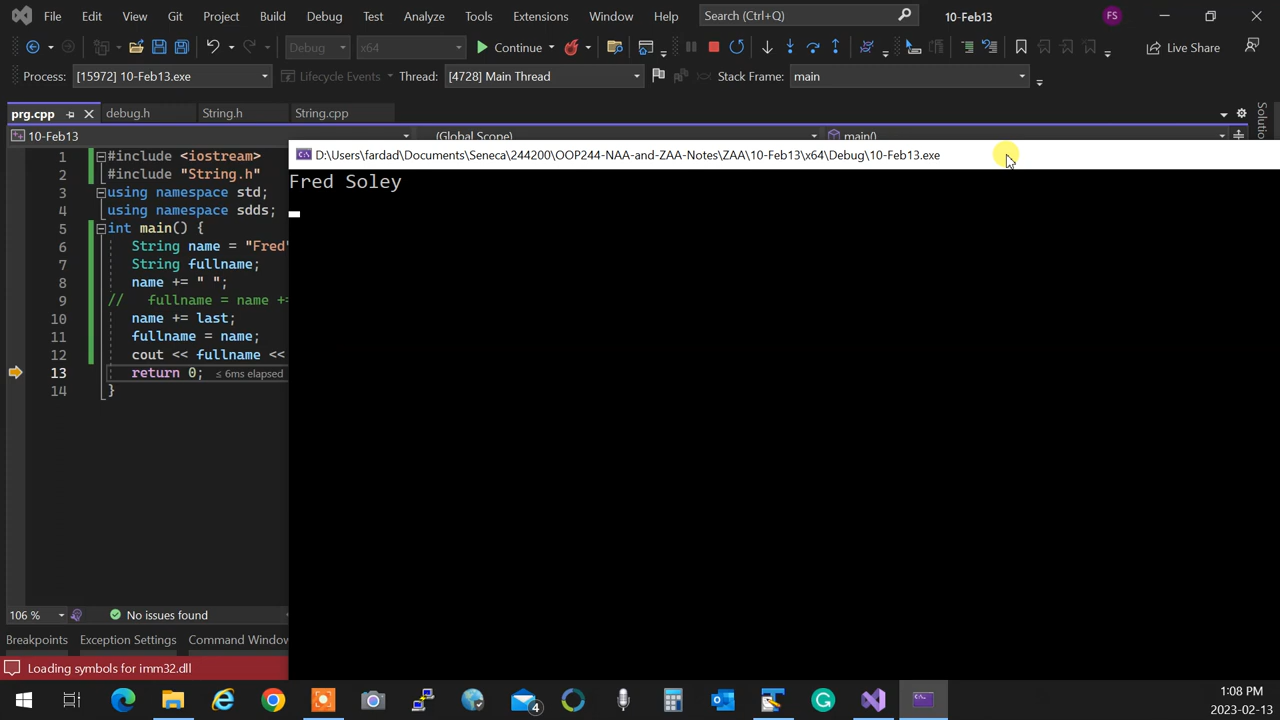 File Edit View Git Project Build Debug Test Analyze Tools Extensions Window Help Search (Ctrl+Q) 10-Feb13 FS
Debug x64 Continue Live Share
Process: [15972] 10-Feb13.exe Lifecycle Events Thread: [4728] Main Thread Stack Frame: main
prg.cpp debug.h String.h String.cpp
10-Feb13 (Global Scope) main()
1 #include <iostream>
2 #include "String.h"
3 using namespace std;
4 using namespace sdds;
5 int main() {
6 String name = "Fred"
7 String fullname;
8 name += " ";
9 // fullname = name +=
10 name += last;
11 fullname = name;
12 cout << fullname <<
13 return 0; ≤ 6ms elapsed
14 }
D:\Users\fardad\Documents\Seneca\244200\OOP244-NAA-and-ZAA-Notes\ZAA\10-Feb13\x64\Debug\10-Feb13.exe
Fred Soley
106 % No issues found
Breakpoints Exception Settings Command Window
Loading symbols for imm32.dll
4
1:08 PM
2023-02-13